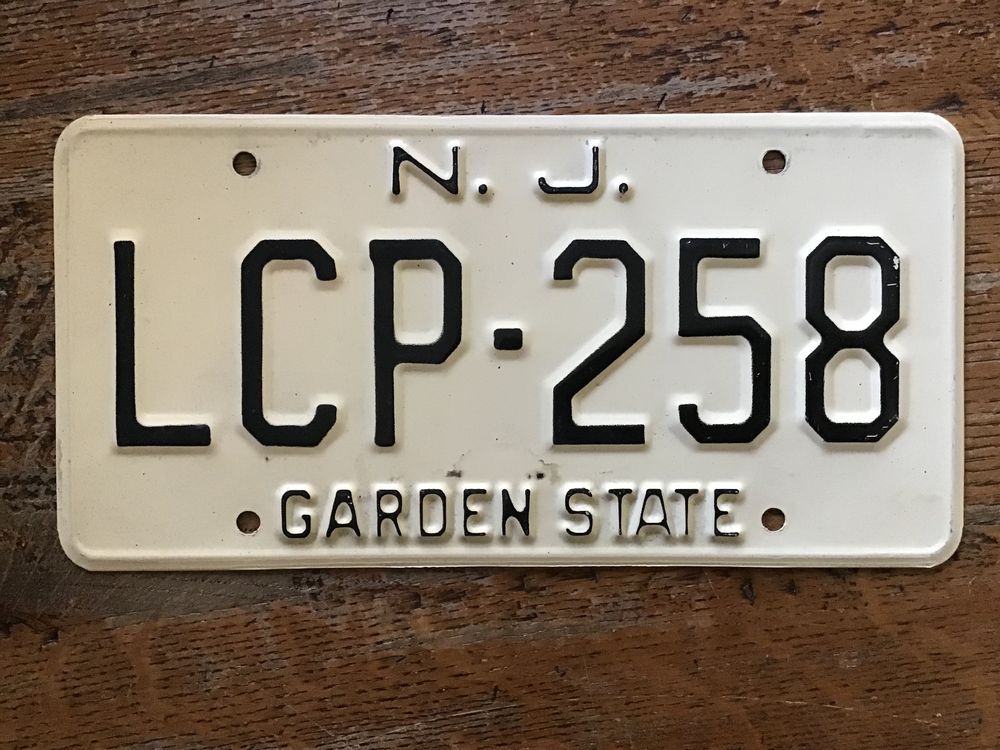 N. J.
LCP-258
GARDEN STATE